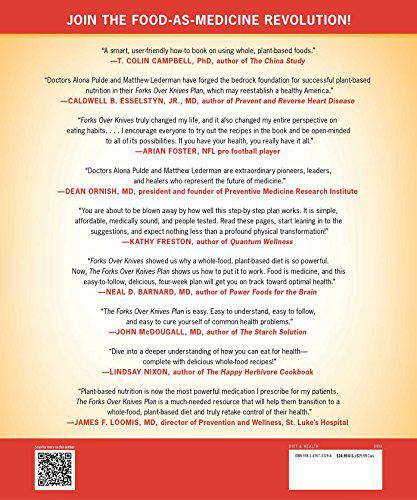 JOIN THE FOOD-AS-MEDICINE REVOLUTION!
“A smart, user-friendly how-to book on using whole, plant-based foods.”
—T. COLIN CAMPBELL, PhD, author of The China Study
“Doctors Alona Pulde and Matthew Lederman have forged the bedrock foundation for successful plant-based
nutrition in their Forks Over Knives Plan, which may reestablish a healthy America.”
—CALDWELL B. ESSELSTYN, JR., MD, author of Prevent and Reverse Heart Disease
“Forks Over Knives truly changed my life, and it also changed my entire perspective on
eating habits. . . . I encourage everyone to try out the recipes in the book and be open-minded
to all of its possibilities. If you have your health, you really have it all.”
—ARIAN FOSTER, NFL pro football player
“Doctors Alona Pulde and Matthew Lederman are extraordinary pioneers, leaders,
and healers who represent the future of medicine.”
—DEAN ORNISH, MD, president and founder of Preventive Medicine Research Institute
“You are about to be blown away by how well this step-by-step plan works. It is simple,
affordable, medically sound, and people tested. Read these pages, start leaning in to the
suggestions, and expect nothing less than a profound physical transformation!”
—KATHY FRESTON, author of Quantum Wellness
“Forks Over Knives showed us why a whole-food, plant-based diet is so powerful.
Now, The Forks Over Knives Plan shows us how to put it to work. Food is medicine, and this
easy-to-follow, delicious, four-week plan will get you on track toward optimal health.”
—NEAL D. BARNARD, MD, author of Power Foods for the Brain
“The Forks Over Knives Plan is easy. Easy to understand, easy to follow,
and easy to cure yourself of common health problems.”
—JOHN McDOUGALL, MD, author of The Starch Solution
“Dive into a deeper understanding of how you can eat for health—
complete with delicious whole-food recipes!”
—LINDSAY NIXON, author of The Happy Herbivore Cookbook
“Plant-based nutrition is now the most powerful medication I prescribe for my patients.
The Forks Over Knives Plan is a much-needed resource that will help them transition to a
whole-food, plant-based diet and truly retake control of their health.”
—JAMES F. LOOMIS, MD, director of Prevention and Wellness, St. Luke’s Hospital
DIET & HEALTH
0914